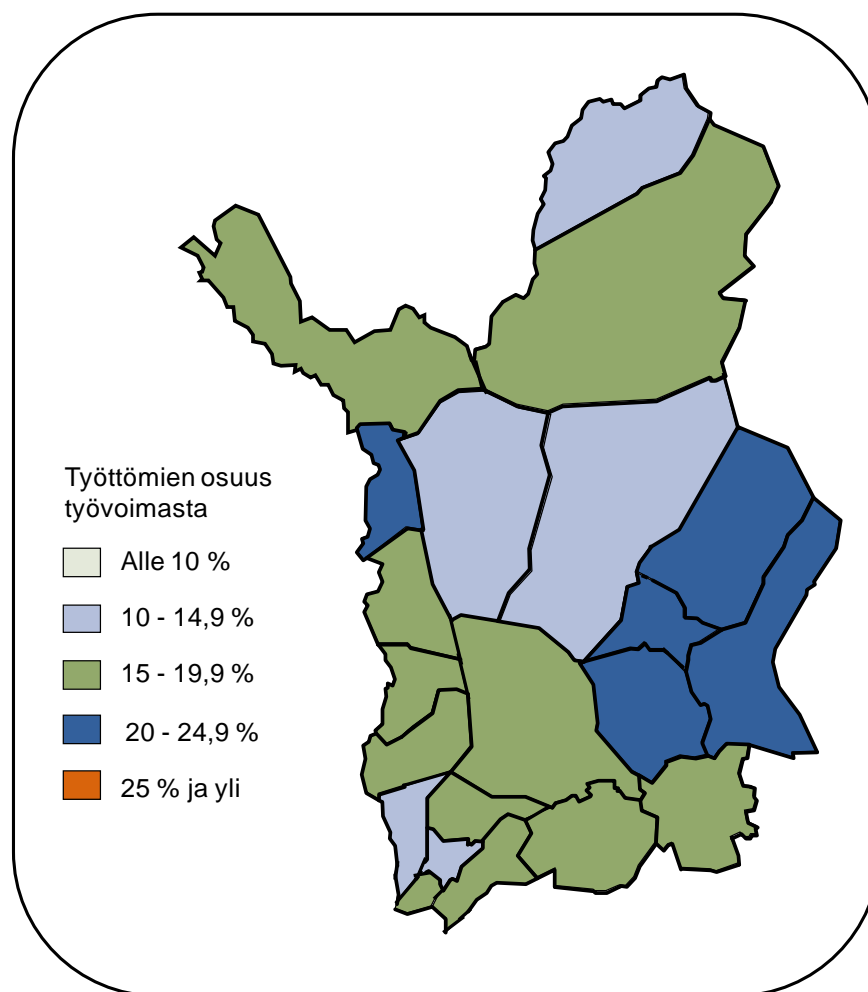 Työttömien osuus
työvoimasta
Alle 10 %
10 - 14,9 %
15 - 19,9 %
20 - 24,9 %
25 % ja yli